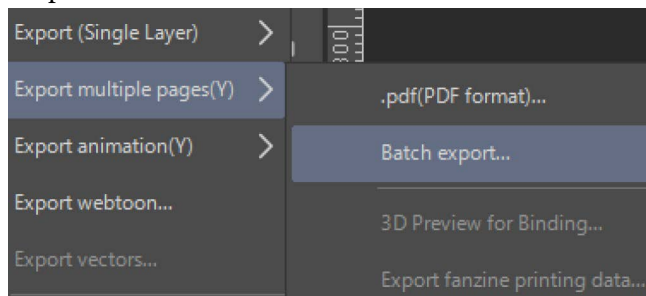 Export (Single Layer)
Export multiple pages(Y)
Export animation(Y)
Export webtoon...
Export vectors...
300
.pdf(PDF format)...
Batch export...
3D Preview for Binding...
Export fanzine printing data...